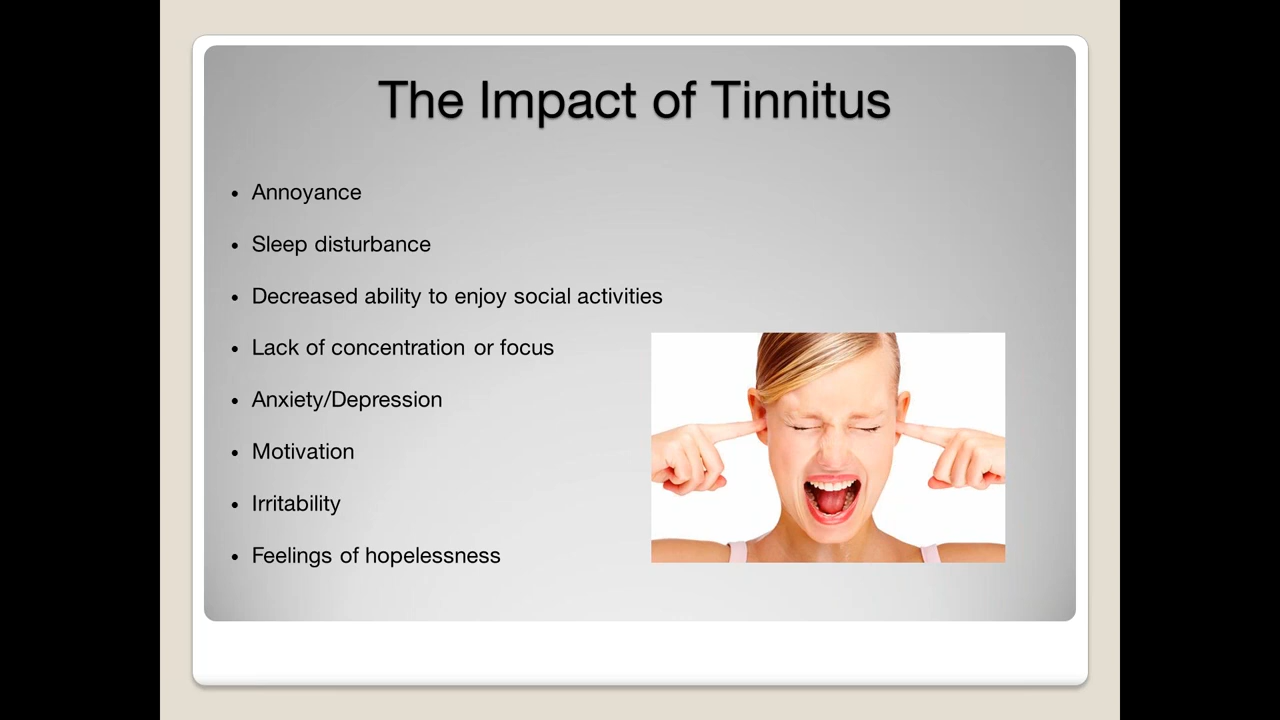 The Impact of Tinnitus
• Annoyance
• Sleep disturbance
• Decreased ability to enjoy social activities
• Lack of concentration or focus
• Anxiety/Depression
• Motivation
• Irritability
• Feelings of hopelessness